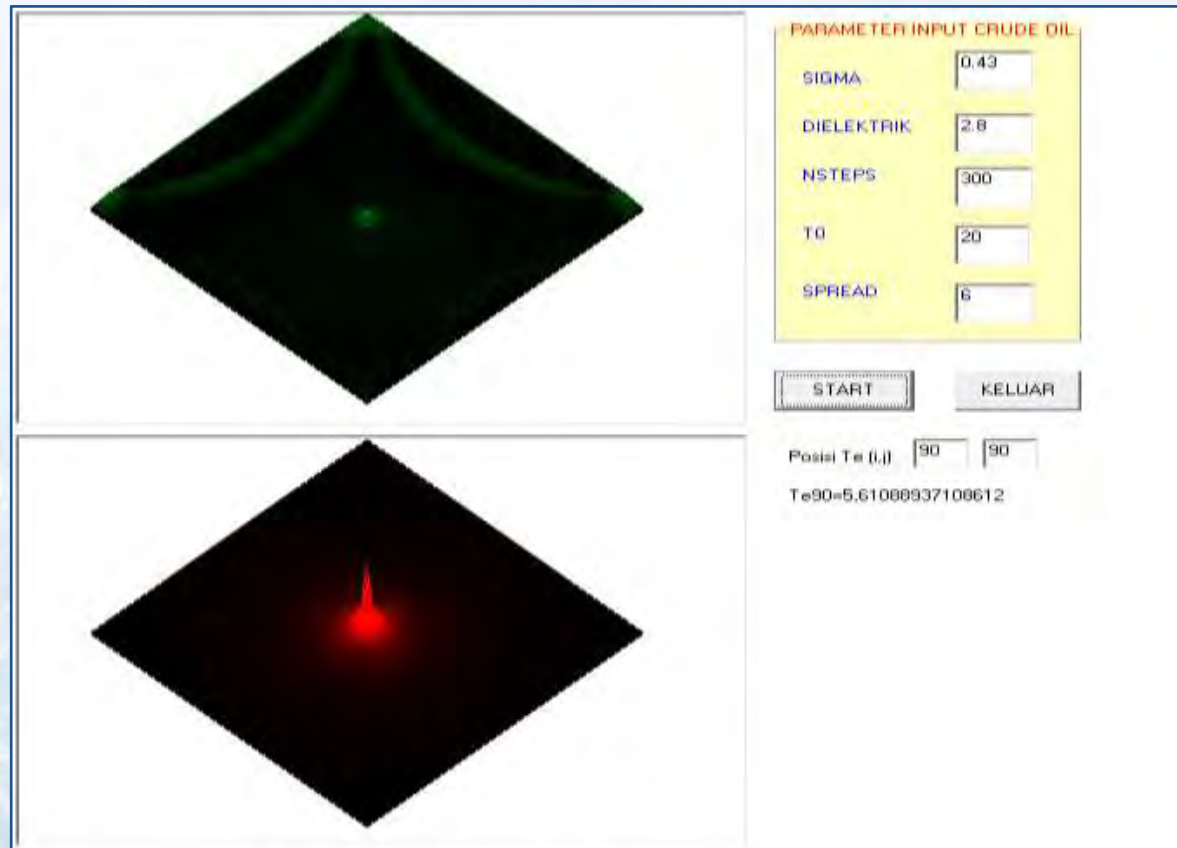 PARAMETER INPUT CRUDE OIL
SIGMA 0.43
DIELEKTRIK 2.8
NSTEPS 300
T0 20
SPREAD 6
START KELUAR
Posisi Te (i,j) 90 90
Te90=5,61088937108612